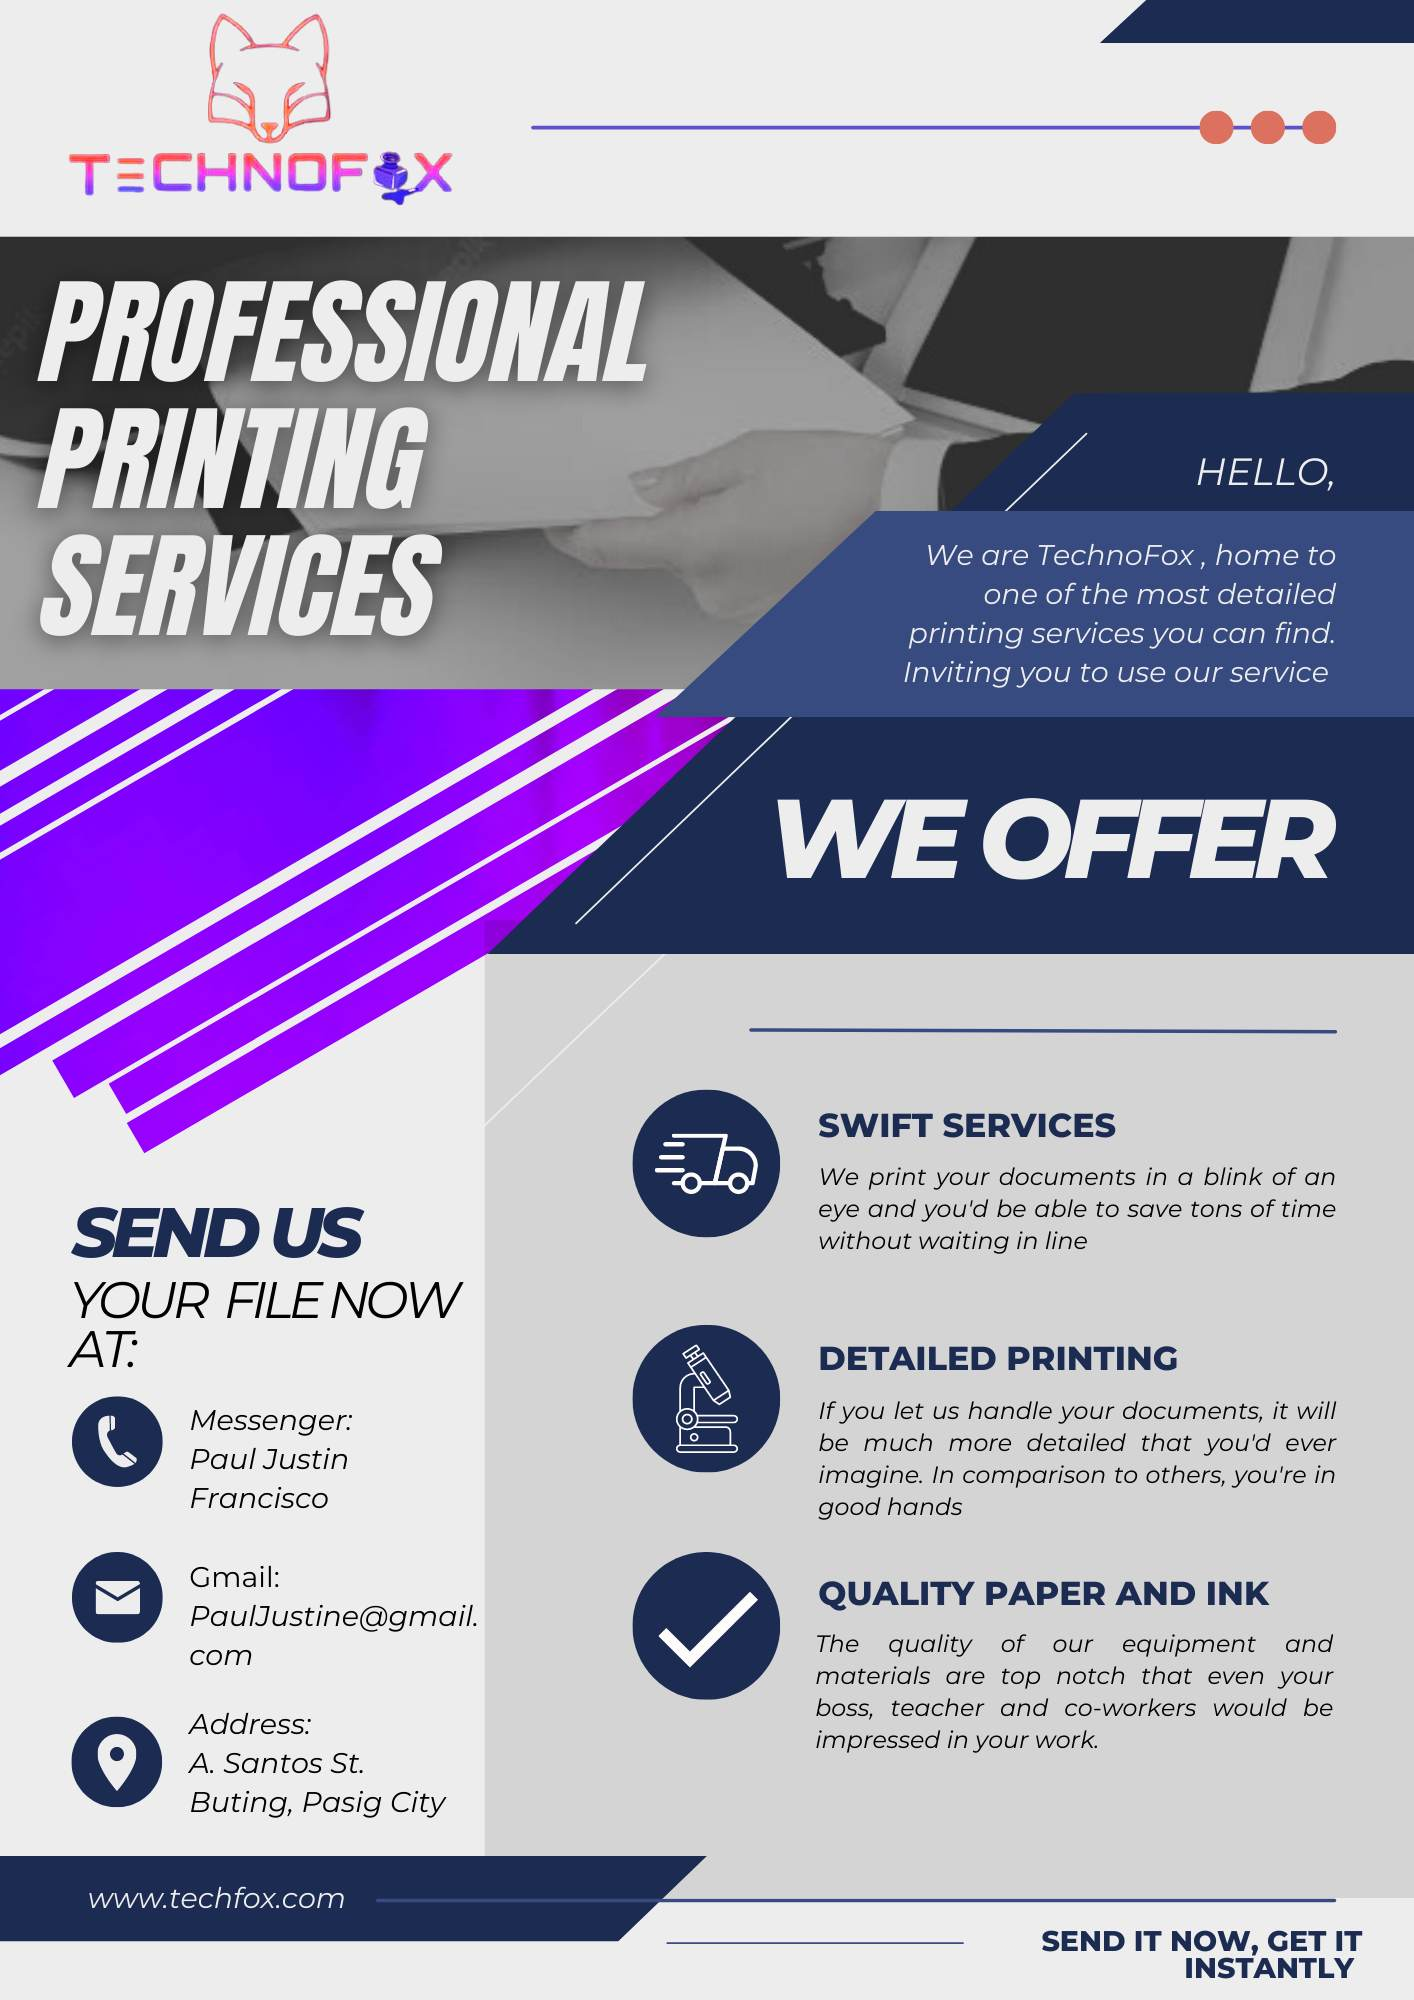 TECHNOFOX
PROFESSIONAL
PRINTING
SERVICES
HELLO,
We are TechnoFox , home to
one of the most detailed
printing services you can find.
Inviting you to use our service
WE OFFER
SWIFT SERVICES
We print your documents in a blink of an
eye and you'd be able to save tons of time
without waiting in line
DETAILED PRINTING
If you let us handle your documents, it will
be much more detailed that you'd ever
imagine. In comparison to others, you're in
good hands
QUALITY PAPER AND INK
The quality of our equipment and
materials are top notch that even your
boss, teacher and co-workers would be
impressed in your work.
SEND US
YOUR FILE NOW
AT:
Messenger:
Paul Justin
Francisco
Gmail:
PaulJustine@gmail.
com
Address:
A. Santos St.
Buting, Pasig City
www.techfox.com
SEND IT NOW, GET IT
INSTANTLY